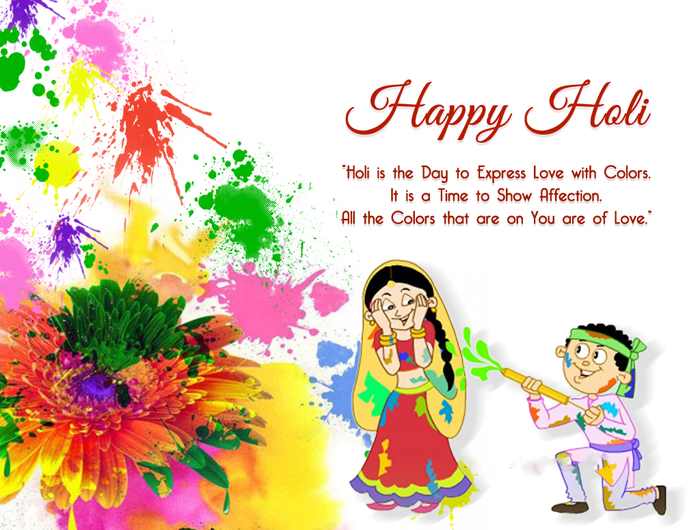 Happy Holi
"Holi is the Day to Express Love with Colors.
It is a Time to Show Affection.
All the Colors that are on You are of Love."